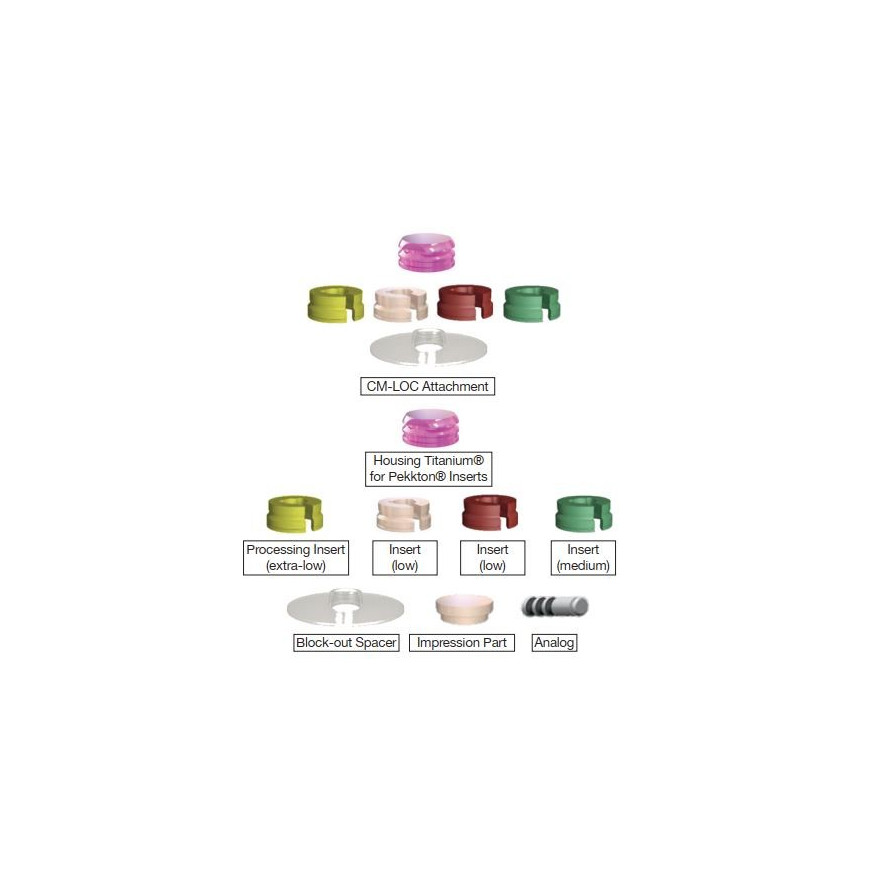 CM-LOC Attachment
Housing Titanium®
for Pekkton® Inserts
Processing Insert
(extra-low)
Insert
(low)
Insert
(low)
Insert
(medium)
Block-out Spacer
Impression Part
Analog